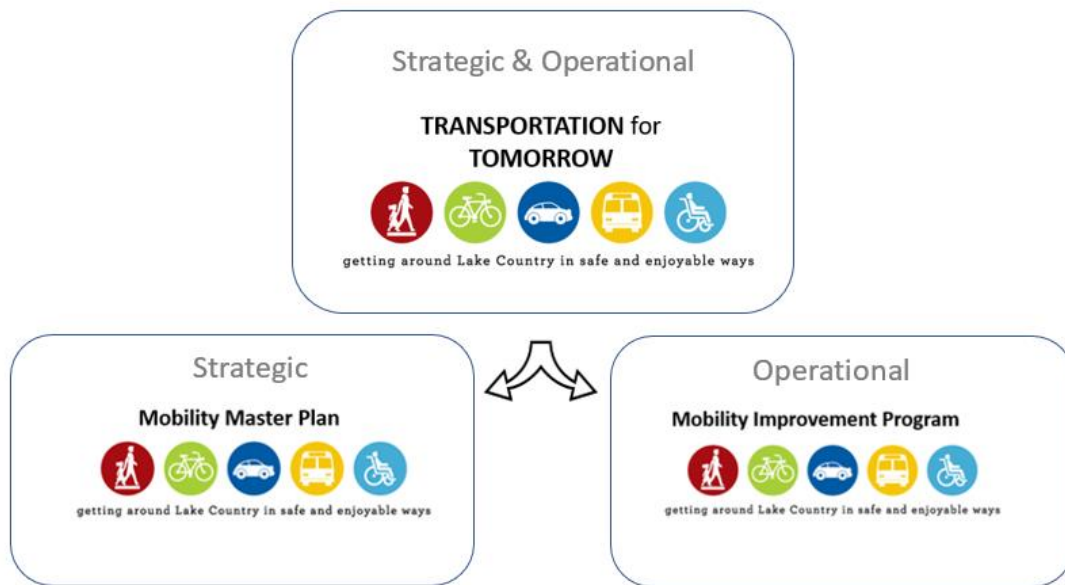 Strategic & Operational
TRANSPORTATION for
TOMORROW
getting around Lake Country in safe and enjoyable ways
Strategic
Mobility Master Plan
getting around Lake Country in safe and enjoyable ways
Operational
Mobility Improvement Program
getting around Lake Country in safe and enjoyable ways